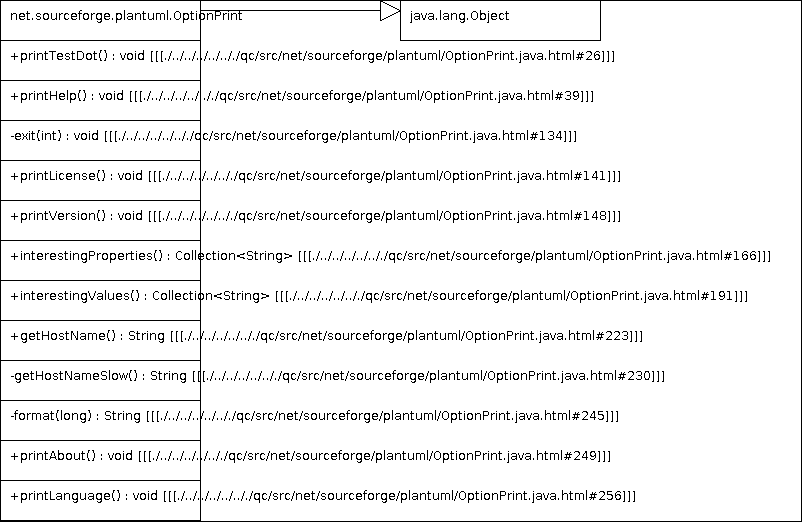 net.sourceforge.plantuml.OptionPrint
java.lang.Object
+printTestDot() : void [[[./../../../../../qc/src/net/sourceforge/plantuml/OptionPrint.java.html#26]]]
+printHelp() : void [[[./../../../../../qc/src/net/sourceforge/plantuml/OptionPrint.java.html#39]]]
-exit(int) : void [[[./../../../../../qc/src/net/sourceforge/plantuml/OptionPrint.java.html#134]]]
+printLicense() : void [[[./../../../../../qc/src/net/sourceforge/plantuml/OptionPrint.java.html#141]]]
+printVersion() : void [[[./../../../../../qc/src/net/sourceforge/plantuml/OptionPrint.java.html#148]]]
+interestingProperties() : Collection<String> [[[./../../../../../qc/src/net/sourceforge/plantuml/OptionPrint.java.html#166]]]
+interestingValues() : Collection<String> [[[./../../../../../qc/src/net/sourceforge/plantuml/OptionPrint.java.html#191]]]
+getHostName() : String [[[./../../../../../qc/src/net/sourceforge/plantuml/OptionPrint.java.html#223]]]
-getHostNameSlow() : String [[[./../../../../../qc/src/net/sourceforge/plantuml/OptionPrint.java.html#230]]]
-format(long) : String [[[./../../../../../qc/src/net/sourceforge/plantuml/OptionPrint.java.html#245]]]
+printAbout() : void [[[./../../../../../qc/src/net/sourceforge/plantuml/OptionPrint.java.html#249]]]
+printLanguage() : void [[[./../../../../../qc/src/net/sourceforge/plantuml/OptionPrint.java.html#256]]]